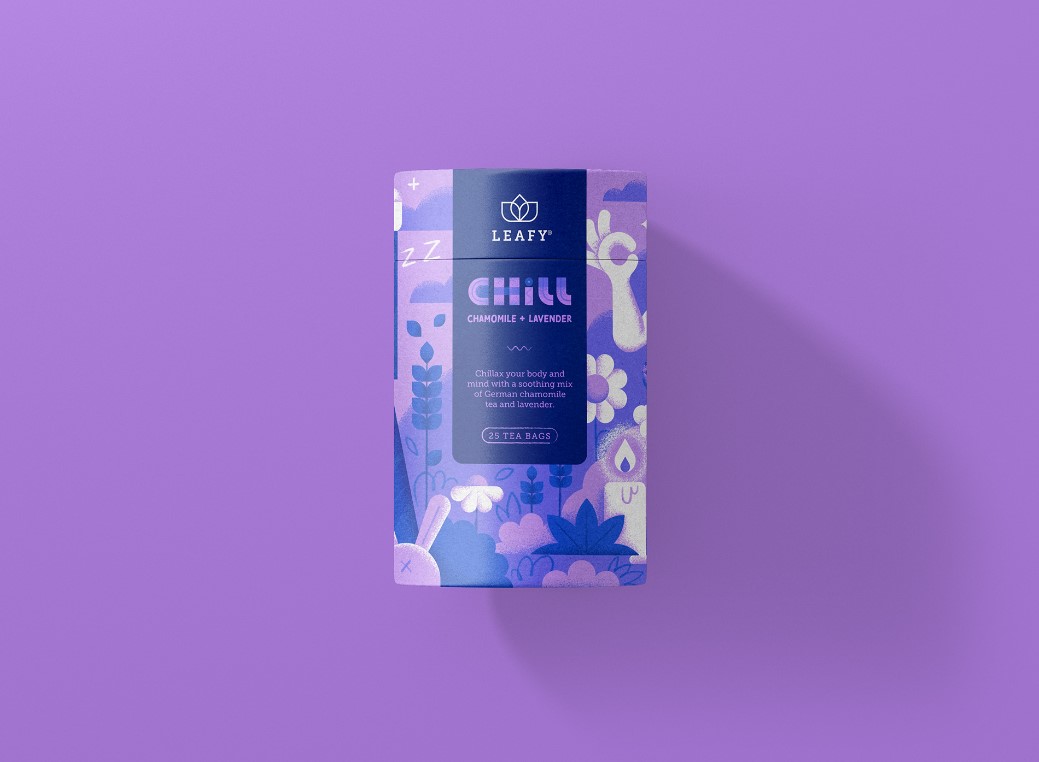 ZZ
LEAFY®
CHiLL
CHAMOMILE + LAVENDER
Chillax your body and
mind with a soothing mix
of German chamomile
tea and lavender.
25 TEA BAGS